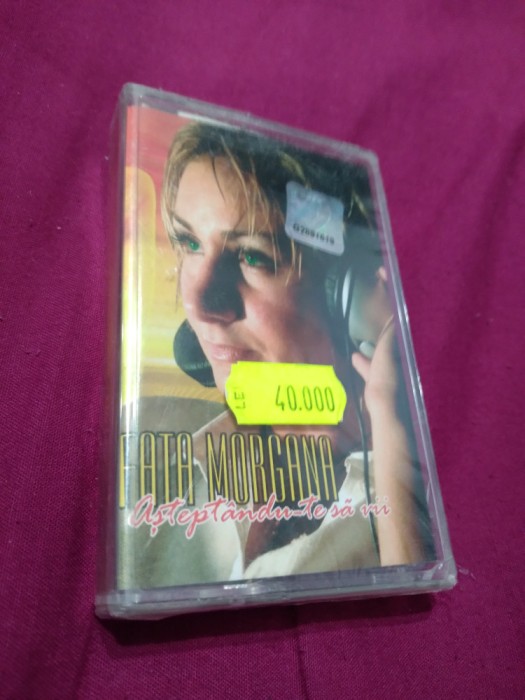 LEI 40.000
FATA MORGANA
Așteptându-te să vii